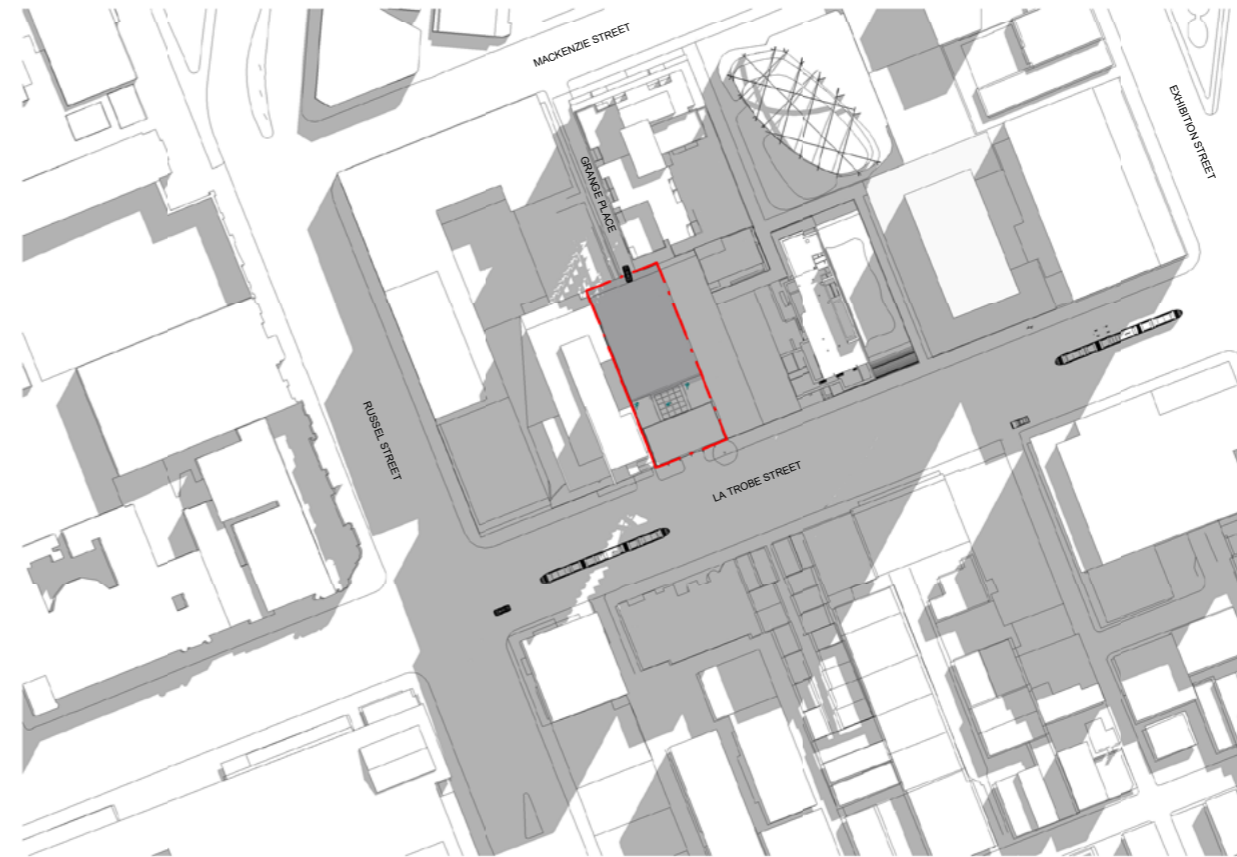 MACKENZIE STREET
EXHIBITION STREET
GRANGE PLACE
RUSSEL STREET
LA TROBE STREET